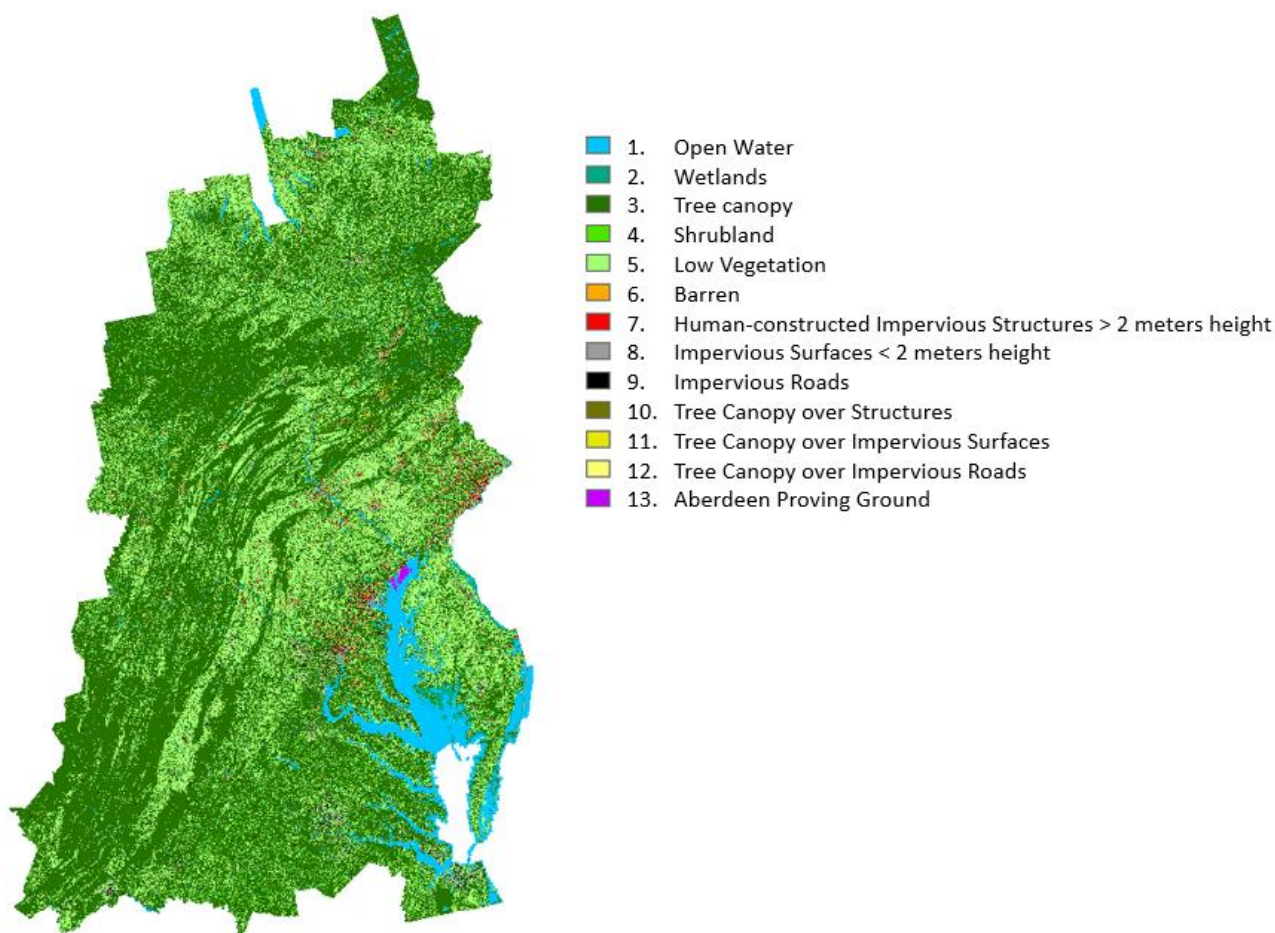 1. Open Water
2. Wetlands
3. Tree canopy
4. Shrubland
5. Low Vegetation
6. Barren
7. Human-constructed Impervious Structures > 2 meters height
8. Impervious Surfaces < 2 meters height
9. Impervious Roads
10. Tree Canopy over Structures
11. Tree Canopy over Impervious Surfaces
12. Tree Canopy over Impervious Roads
13. Aberdeen Proving Ground